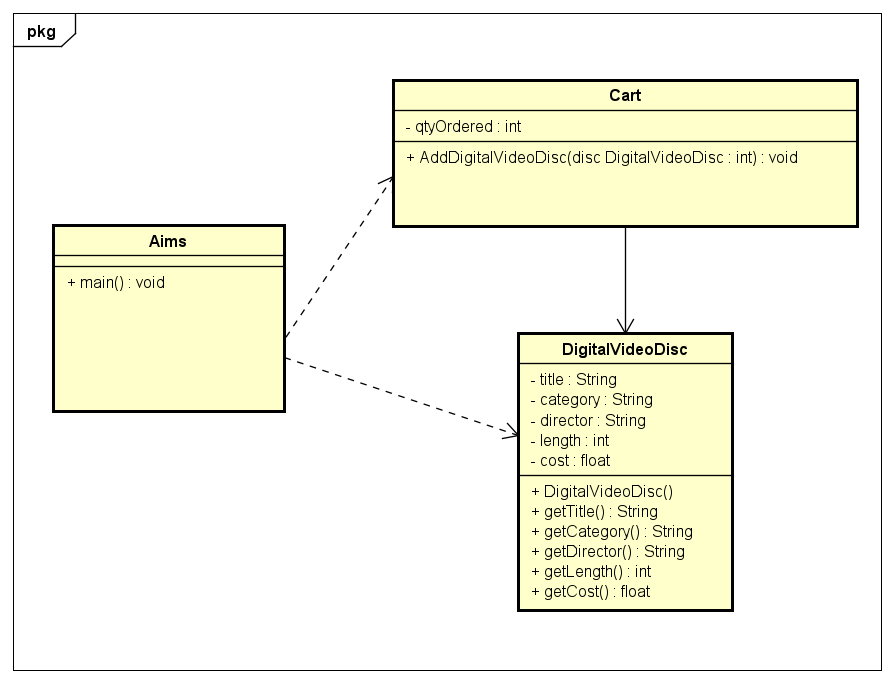 pkg
Cart
- qtyOrdered : int
+ AddDigitalVideoDisc(disc DigitalVideoDisc : int) : void
Aims
+ main() : void
DigitalVideoDisc
- title : String
- category : String
- director : String
- length : int
- cost : float
+ DigitalVideoDisc()
+ getTitle() : String
+ getCategory() : String
+ getDirector() : String
+ getLength() : int
+ getCost() : float